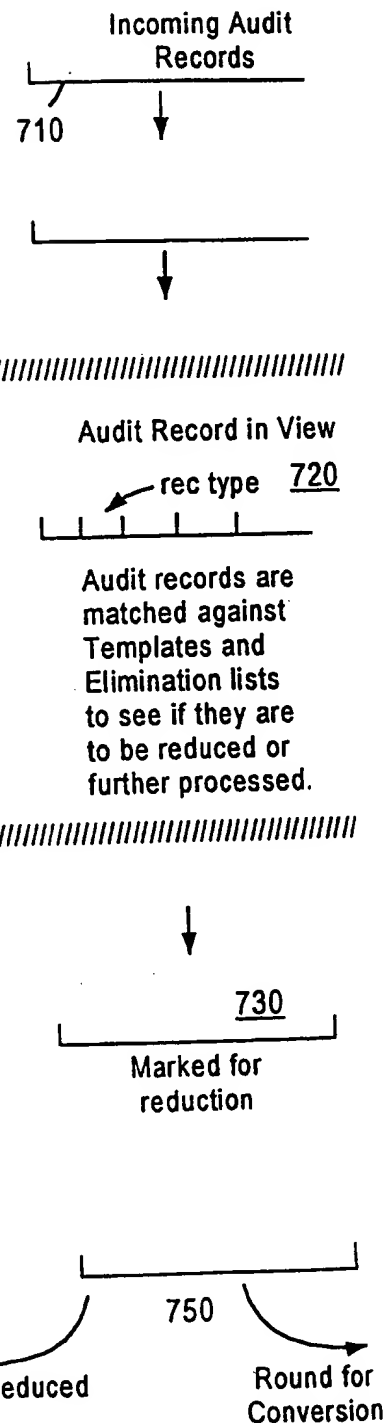 Incoming Audit
Records
710
Audit Record in View
rec type 720
Audit records are
matched against
Templates and
Elimination lists
to see if they are
to be reduced or
further processed.
730
Marked for
reduction
750
educed
Round for
Conversion